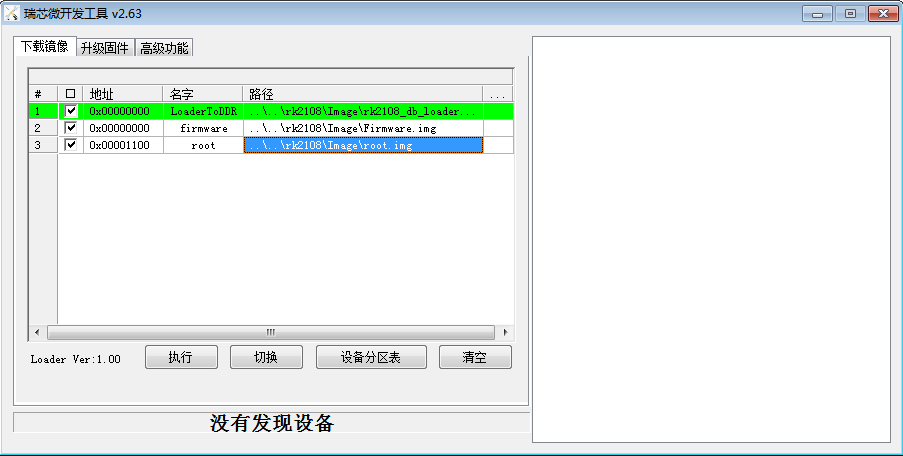 瑞芯微开发工具 v2.63
下载镜像 升级固件 高级功能
# 地址 名字 路径 ...
1 0x00000000 LoaderToDDR ..\..\rk2108\Image\rk2108_db_loader...
2 0x00000000 firmware ..\..\rk2108\Image\Firmware.img
3 0x00001100 root ..\..\rk2108\Image\root.img
Loader Ver:1.00 执行 切换 设备分区表 清空
没有发现设备